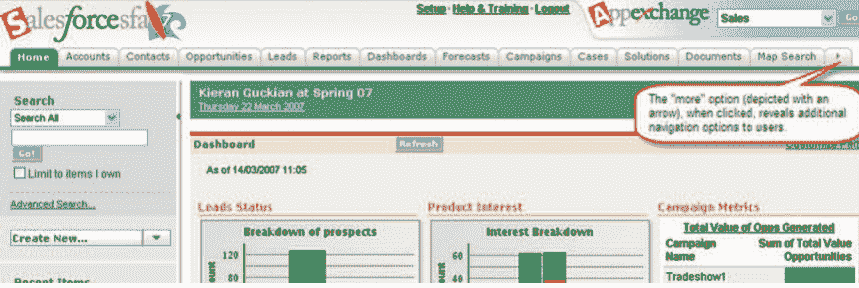 Salesforce sfa
Setup · Help & Training · Logout
Appexchange
Sales
Go
Home Accounts Contacts Opportunities Leads Reports Dashboards Forecasts Campaigns Cases Solutions Documents Map Search
Search
Search All
Go!
Limit to items I own
Advanced Search...
Create New...
Recent Items
Kieran Guckian at Spring 07
Thursday 22 March 2007
The "more" option (depicted with an
arrow), when clicked, reveals additional
navigation options to users.
Dashboard
Refresh
As of 14/03/2007 11:05
Leads Status
Breakdown of prospects
120
80
Product Interest
Interest Breakdown
60
40
Campaign Metrics
Total Value of Opps Generated
Campaign
Name
Sum of Total Value
Opportunities
Tradeshow1